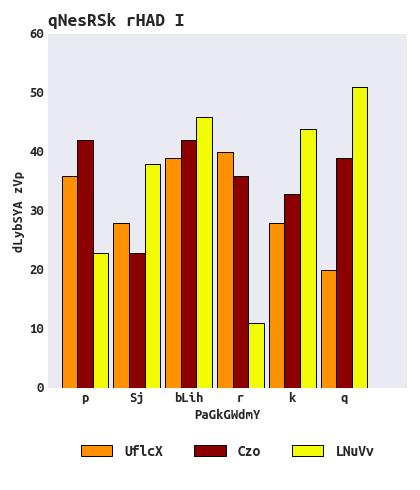 qNesRSk rHAD I
60
50
40
30
20
10
0
dLybSYA zVp
p Sj bLih r k q
PaGkGWdmY
UflcX Czo LNuVv